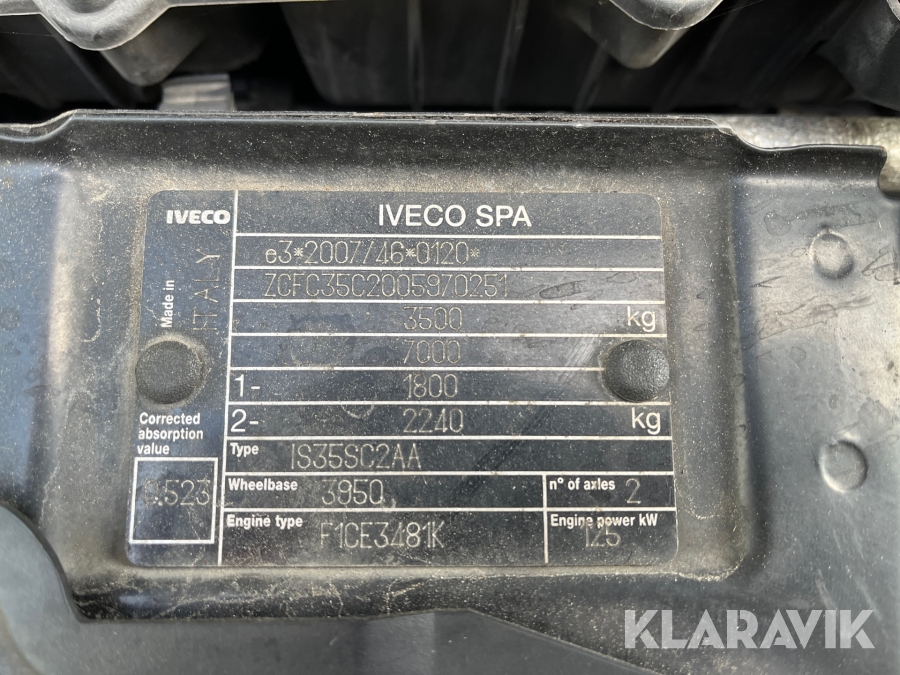 IVECO
IVECO SPA
Made in
ITALY
e3*2007/46*0120*
ZCFC35C2005970251
3500 kg
7000
1- 1800
2- 2240 kg
Corrected
absorption
value
0.523
Type IS35SC2AA
Wheelbase 3950
n° of axles 2
Engine type F1CE3481K
Engine power kW
125
KLARAVIK